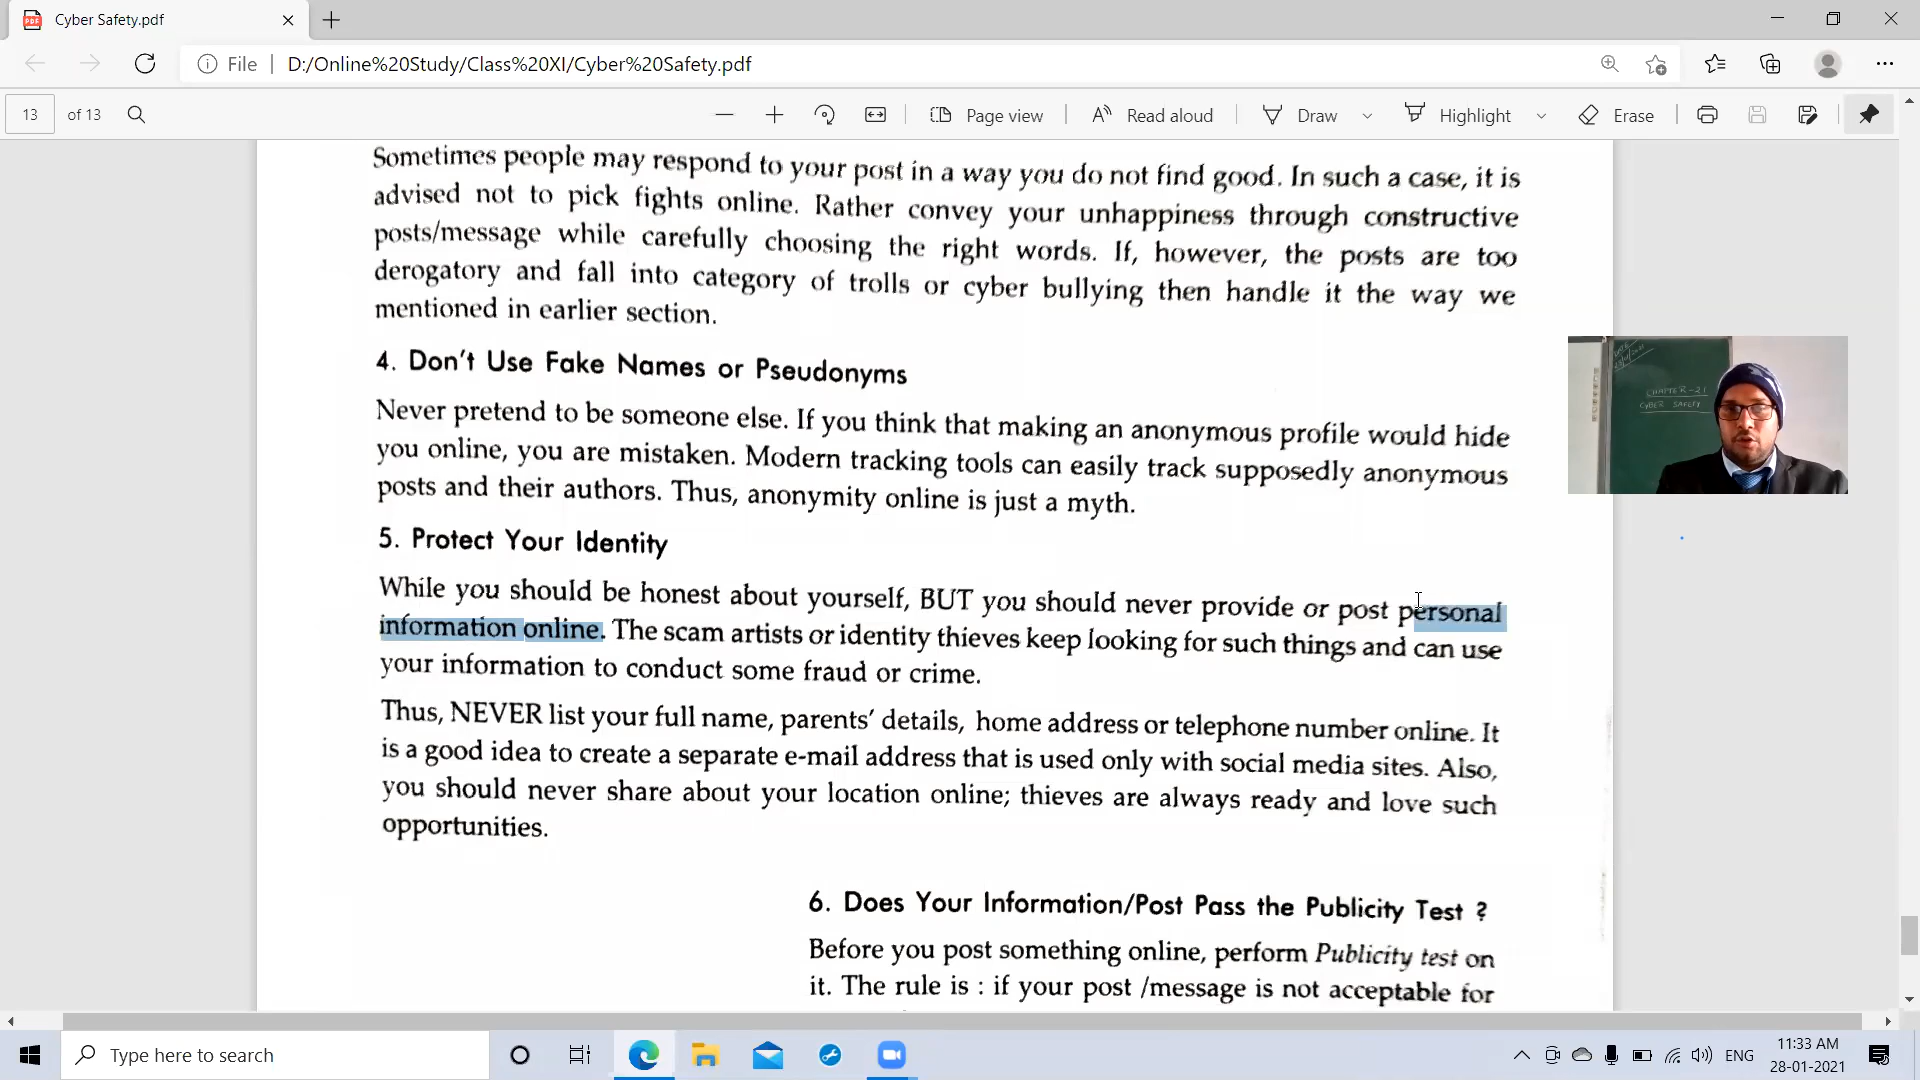 Cyber Safety.pdf
File
D:/Online%20Study/Class%20XI/Cyber%20Safety.pdf
13 of 13
Page view
Read aloud
Draw
Highlight
Erase
Sometimes people may respond to your post in a way you do not find good. In such a case, it is
advised not to pick fights online. Rather convey your unhappiness through constructive
posts/message while carefully choosing the right words. If, however, the posts are too
derogatory and fall into category of trolls or cyber bullying then handle it the way we
mentioned in earlier section.
4. Don't Use Fake Names or Pseudonyms
Never pretend to be someone else. If you think that making an anonymous profile would hide
you online, you are mistaken. Modern tracking tools can easily track supposedly anonymous
posts and their authors. Thus, anonymity online is just a myth.
5. Protect Your Identity
While you should be honest about yourself, BUT you should never provide or post personal
information online. The scam artists or identity thieves keep looking for such things and can use
your information to conduct some fraud or crime.
Thus, NEVER list your full name, parents' details, home address or telephone number online. It
is a good idea to create a separate e-mail address that is used only with social media sites. Also,
you should never share about your location online; thieves are always ready and love such
opportunities.
6. Does Your Information/Post Pass the Publicity Test ?
Before you post something online, perform Publicity test on
it. The rule is : if your post /message is not acceptable for
CHAPTER-21
CYBER SAFETY
Type here to search
ENG
11:33 AM
28-01-2021